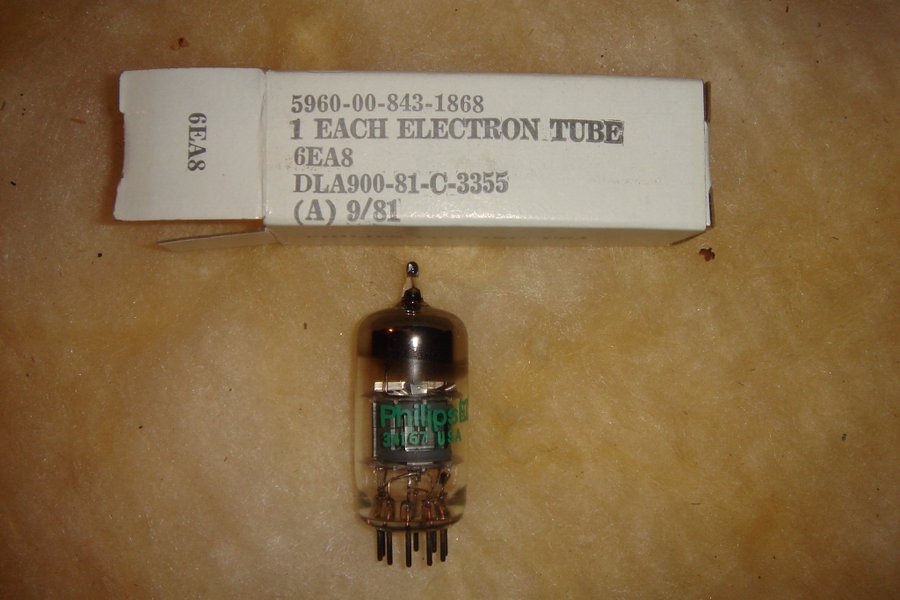 6EA8
5960-00-843-1868
1 EACH ELECTRON TUBE
6EA8
DLA900-81-C-3355
(A) 9/81
Philips
USA